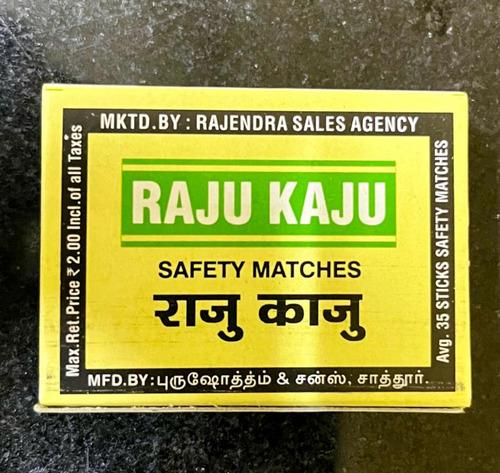 MKTD.BY : RAJENDRA SALES AGENCY
Max.Ret.Price ₹ 2.00 Incl.of all Taxes
RAJU KAJU
SAFETY MATCHES
राजु काजु
Avg. 35 STICKS SAFETY MATCHES
MFD.BY:புருஷோத்த்ம் & சன்ஸ், சாத்தூர்.